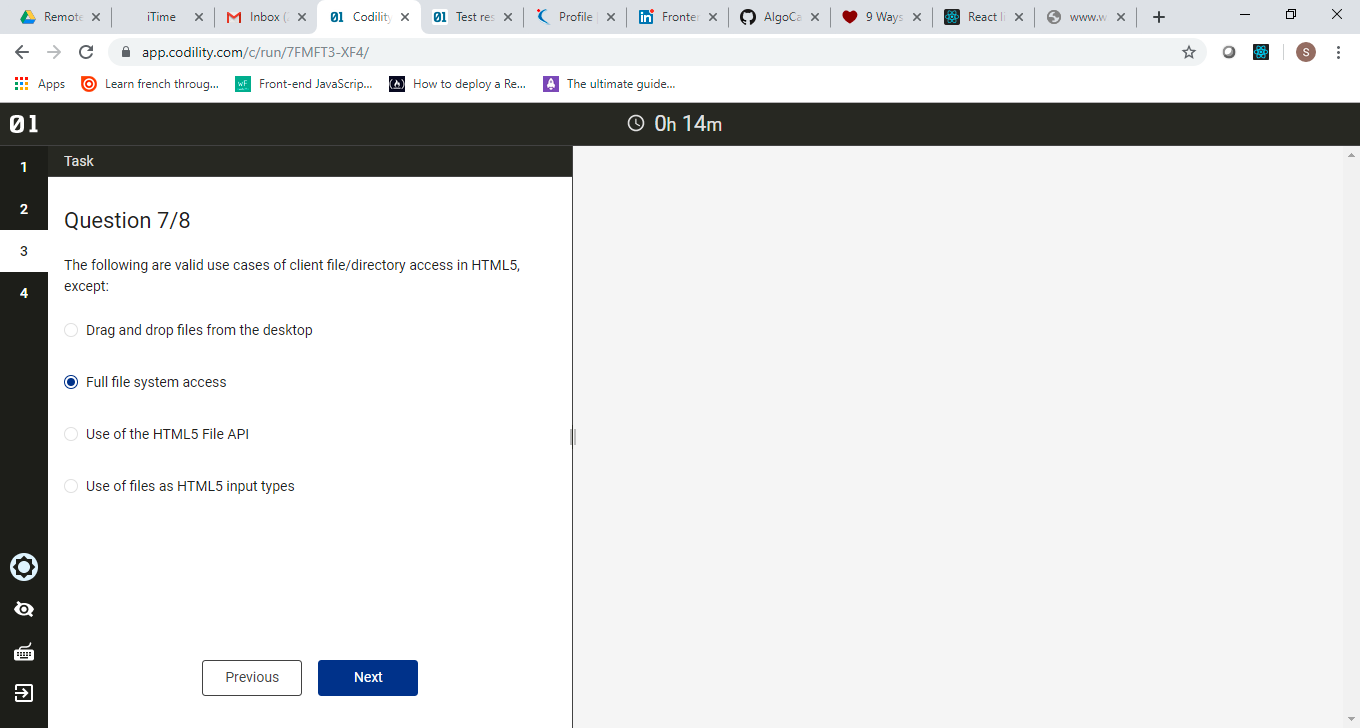 Remote
iTime
Inbox (
Codility
Test res
Profile
Fronter
AlgoCa
9 Ways
React li
www.w
app.codility.com/c/run/7FMFT3-XF4/
S
Apps
Learn french throug...
Front-end JavaScrip...
How to deploy a Re...
The ultimate guide...
01
0h 14m
1
2
3
4
Task
Question 7/8
The following are valid use cases of client file/directory access in HTML5,
except:
Drag and drop files from the desktop
Full file system access
Use of the HTML5 File API
Use of files as HTML5 input types
Previous
Next